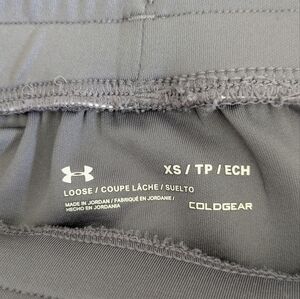 XS / TP / ECH
LOOSE / COUPE LÂCHE / SUELTO
MADE IN JORDAN / FABRIQUÉ EN JORDANIE /
HECHO EN JORDANIA
COLDGEAR